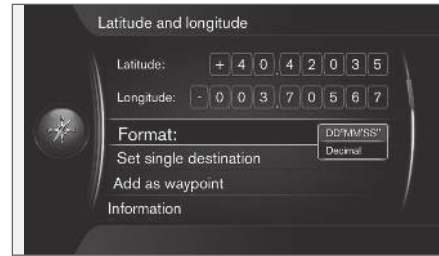 Latitude and longitude
Latitude: +40.42035
Longitude: -003.70567
Format:
DD°MM'SS"
Decimal
Set single destination
Add as waypoint
Information